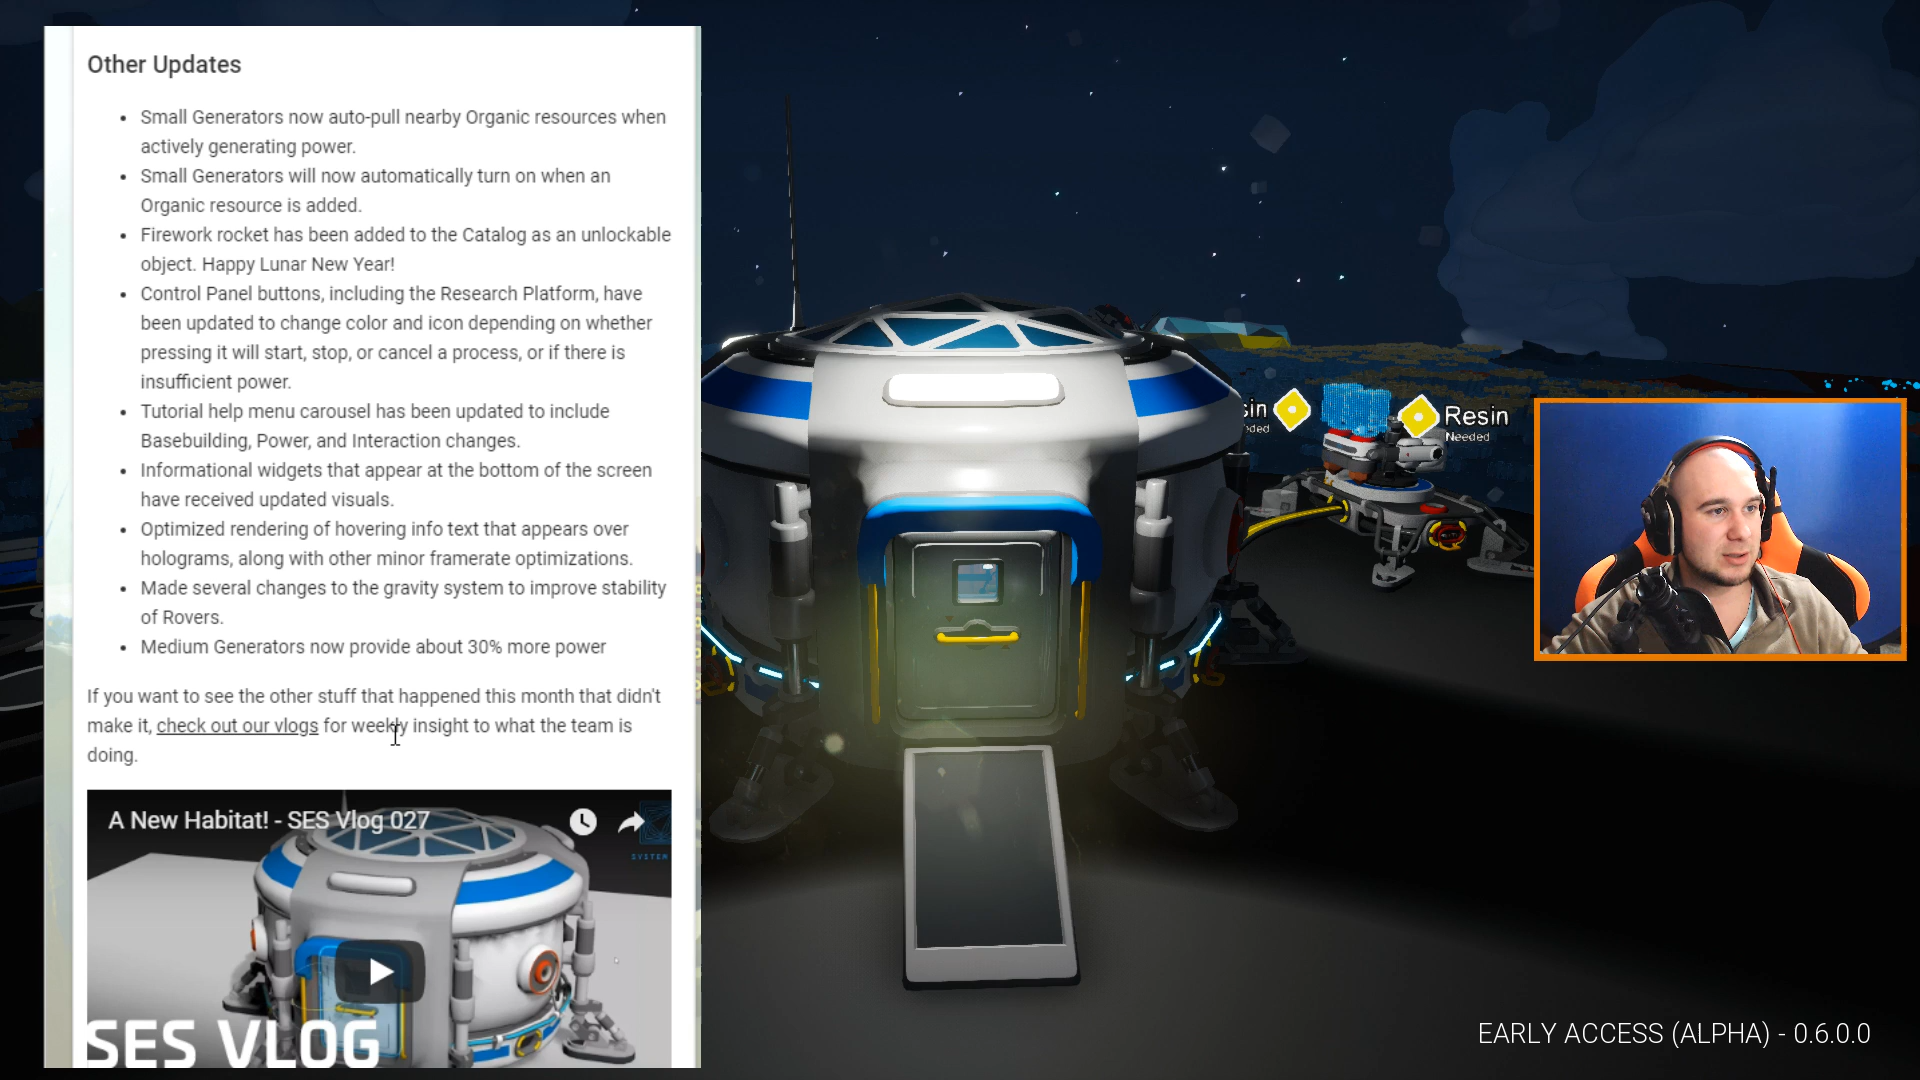 Other Updates
• Small Generators now auto-pull nearby Organic resources when
actively generating power.
• Small Generators will now automatically turn on when an
Organic resource is added.
• Firework rocket has been added to the Catalog as an unlockable
object. Happy Lunar New Year!
• Control Panel buttons, including the Research Platform, have
been updated to change color and icon depending on whether
pressing it will start, stop, or cancel a process, or if there is
insufficient power.
• Tutorial help menu carousel has been updated to include
Basebuilding, Power, and Interaction changes.
• Informational widgets that appear at the bottom of the screen
have received updated visuals.
• Optimized rendering of hovering info text that appears over
holograms, along with other minor framerate optimizations.
• Made several changes to the gravity system to improve stability
of Rovers.
• Medium Generators now provide about 30% more power
If you want to see the other stuff that happened this month that didn't
make it, check out our vlogs for weekly insight to what the team is
doing.
A New Habitat! - SES Vlog 027
SYSTEM
SES VLOG
Resin
Needed
EARLY ACCESS (ALPHA) - 0.6.0.0